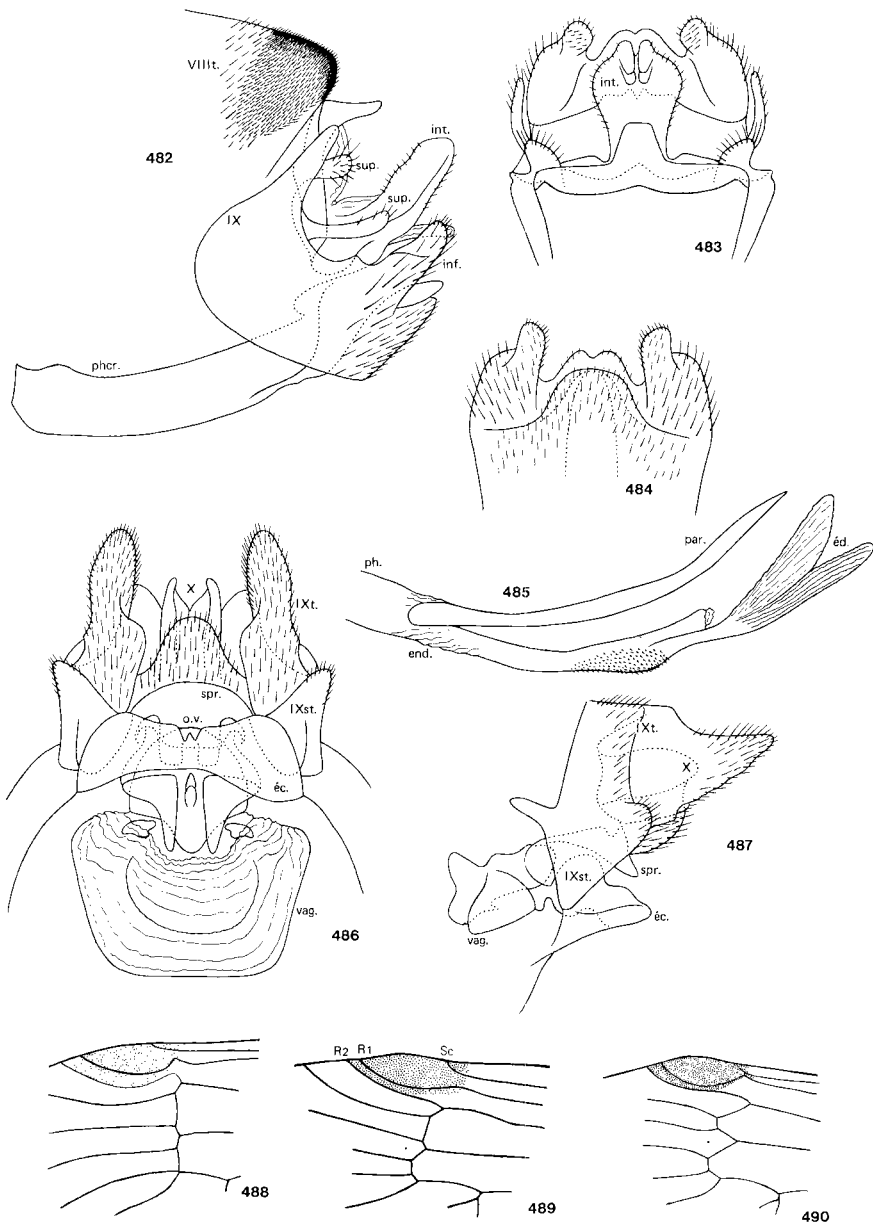 VIIIt.
int.
482
sup.
sup.
IX
inf.
phcr.
int.
483
484
par.
éd.
ph.
485
end.
X
IXt.
spr.
IXst.
o.v.
éc.
vag.
486
IXt.
X
487
spr.
IXst.
éc.
vag.
488
R2 R1 Sc
489
490